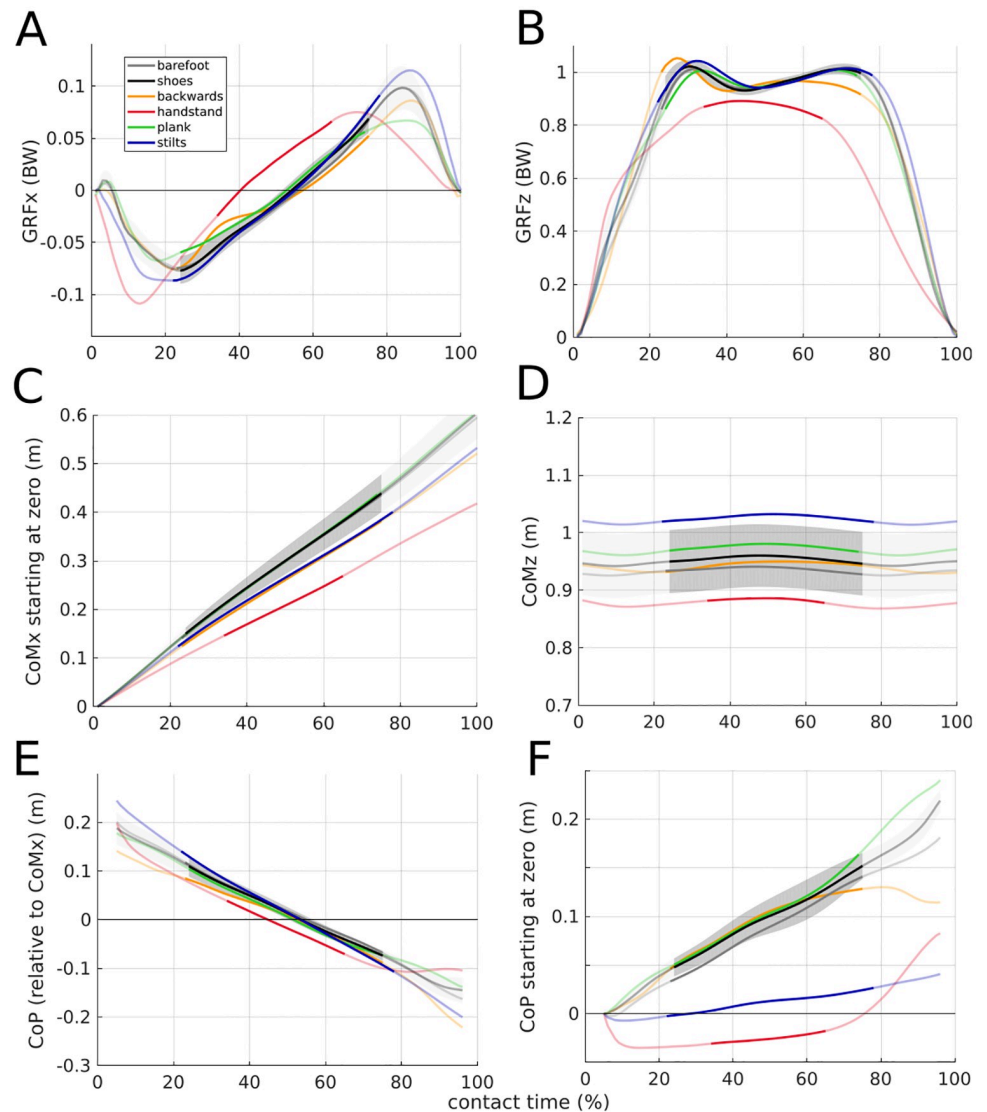 A
B
GRFx (BW)
0.1
0.05
0
-0.05
-0.1
barefoot
shoes
backwards
handstand
plank
stilts
0 20 40 60 80 100
GRFz (BW)
1
0.8
0.6
0.4
0.2
0
0 20 40 60 80 100
C
D
CoMx starting at zero (m)
0.6
0.5
0.4
0.3
0.2
0.1
0
0 20 40 60 80 100
CoMz (m)
1.2
1.1
1
0.9
0.8
0.7
0 20 40 60 80 100
E
F
CoP (relative to CoMx) (m)
0.2
0.1
0
-0.1
-0.2
-0.3
0 20 40 60 80 100
CoP starting at zero (m)
0.2
0.1
0
0 20 40 60 80 100
contact time (%)